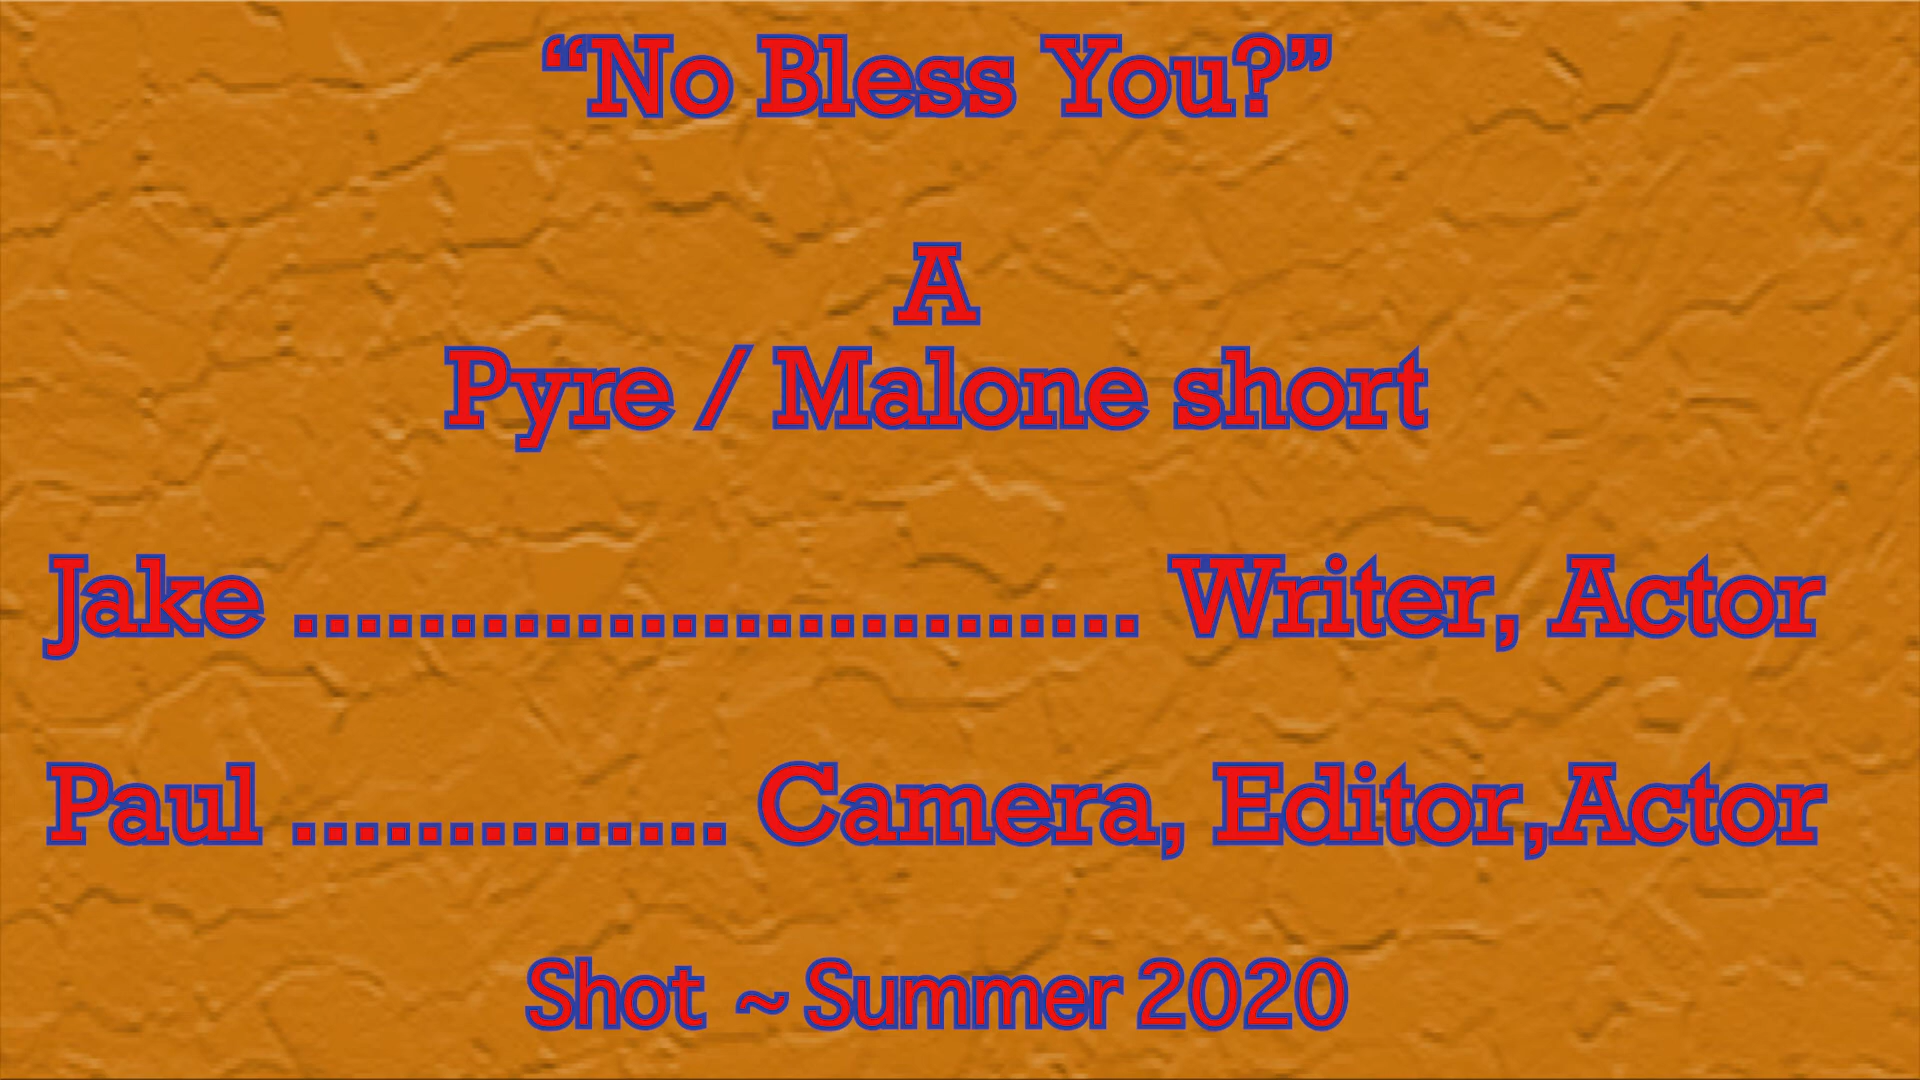 “No Bless You?”
A
Pyre / Malone short
Jake ........................... Writer, Actor
Paul .............. Camera, Editor,Actor
Shot ~ Summer 2020